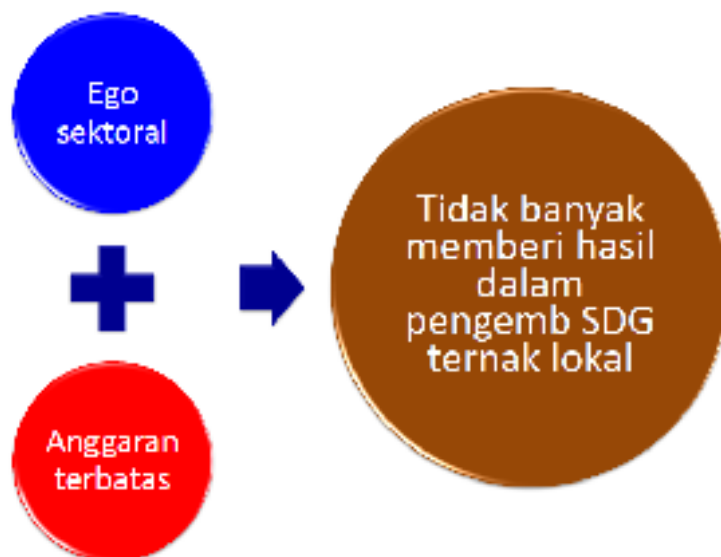 Ego
sektoral
Anggaran
terbatas
Tidak banyak
memberi hasil
dalam
pengemb SDG
ternak lokal